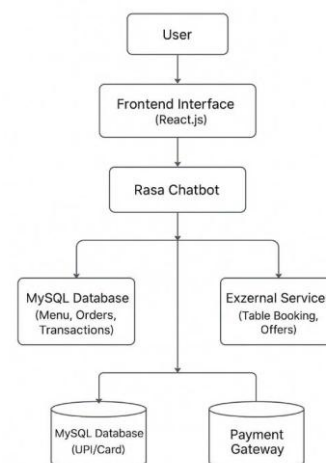 User
Frontend Interface
(React.js)
Rasa Chatbot
MySQL Database
(Menu, Orders,
Transactions)
Exzernal Service
(Table Booking,
Offers)
MySQL Database
(UPI/Card)
Payment
Gateway